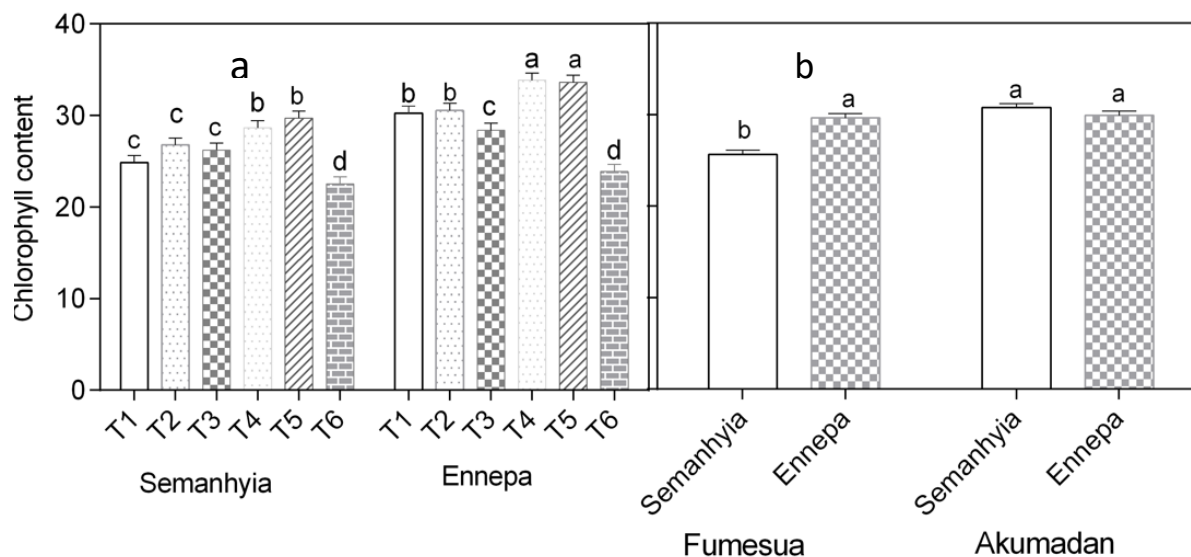 40
30
20
10
0
Chlorophyll content
a
c c c b b d
b b c a a d
T1 T2 T3 T4 T5 T6
T1 T2 T3 T4 T5 T6
Semanhyia
Ennepa
b
b a
a a
Semanhyia
Ennepa
Semanhyia
Ennepa
Fumesua
Akumadan